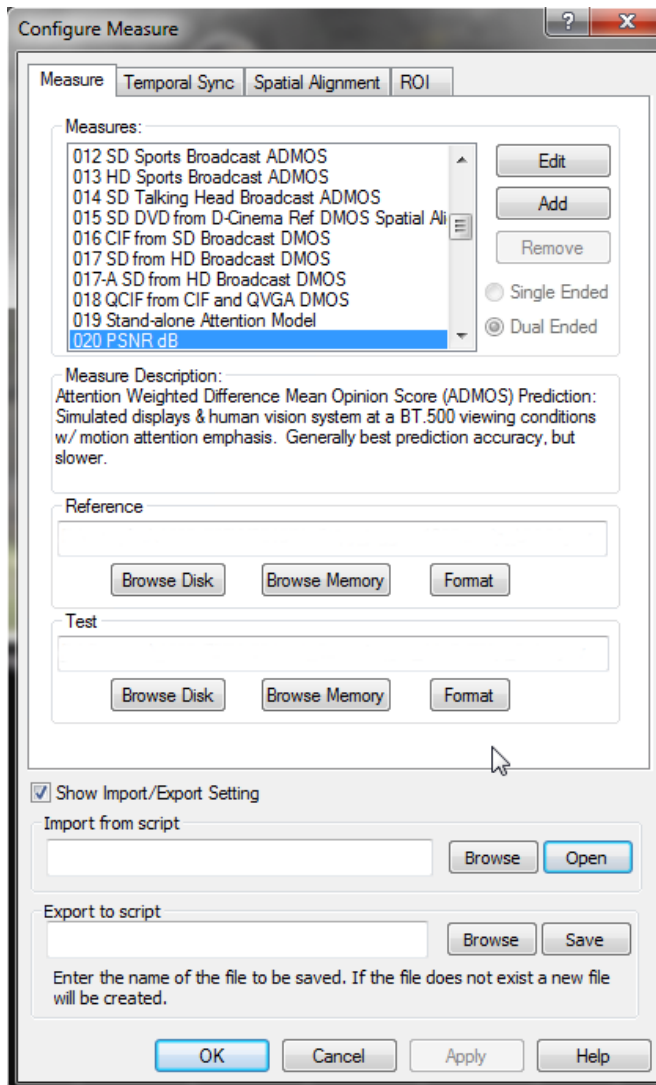 Configure Measure
Measure
Temporal Sync
Spatial Alignment
ROI
Measures:
012 SD Sports Broadcast ADMOS
013 HD Sports Broadcast ADMOS
014 SD Talking Head Broadcast ADMOS
015 SD DVD from D-Cinema Ref DMOS Spatial Ali
016 CIF from SD Broadcast DMOS
017 SD from HD Broadcast DMOS
017-A SD from HD Broadcast DMOS
018 QCIF from CIF and QVGA DMOS
019 Stand-alone Attention Model
020 PSNR dB
Edit
Add
Remove
Single Ended
Dual Ended
Measure Description:
Attention Weighted Difference Mean Opinion Score (ADMOS) Prediction:
Simulated displays & human vision system at a BT.500 viewing conditions
w/ motion attention emphasis.  Generally best prediction accuracy, but
slower.
Reference
Browse Disk
Browse Memory
Format
Test
Browse Disk
Browse Memory
Format
Show Import/Export Setting
Import from script
Browse
Open
Export to script
Browse
Save
Enter the name of the file to be saved. If the file does not exist a new file
will be created.
OK
Cancel
Apply
Help